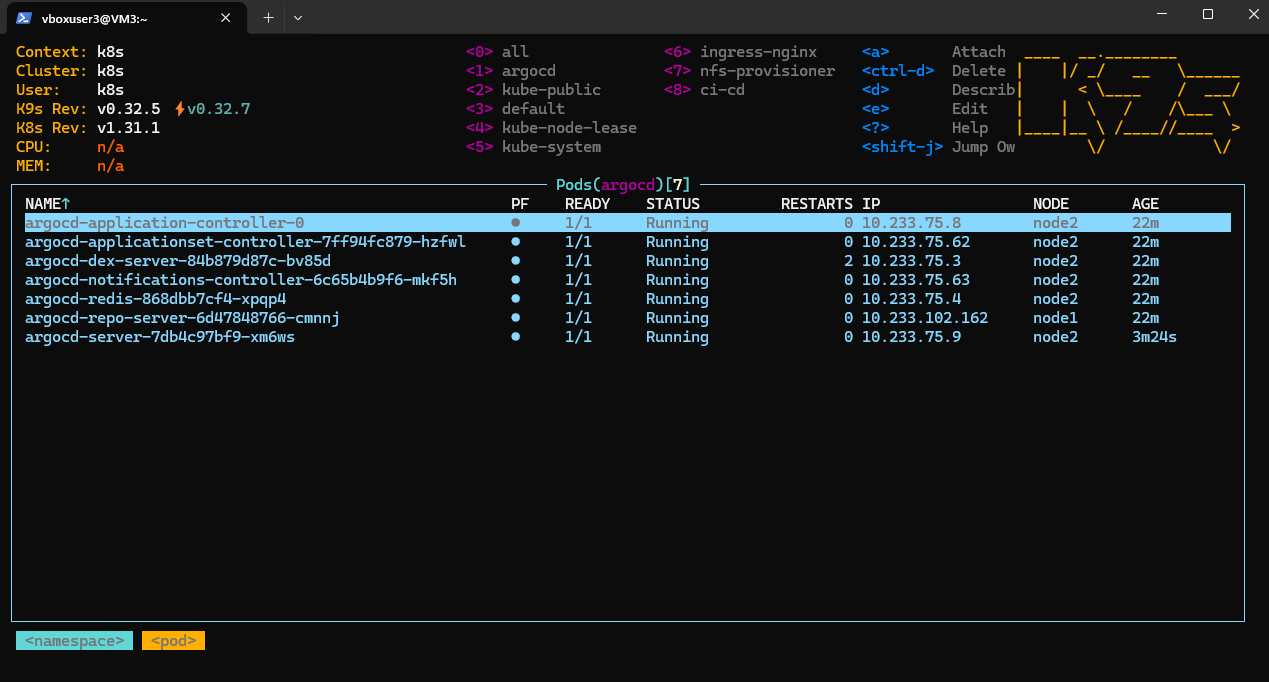 vboxuser3@VM3:~
Context: k8s <0> all <6> ingress-nginx <a> Attach
Cluster: k8s <1> argocd <7> nfs-provisioner <ctrl-d> Delete
User: k8s <2> kube-public <8> ci-cd <d> Describ
K9s Rev: v0.32.5 ⚡v0.32.7 <3> default <e> Edit
K8s Rev: v1.31.1 <4> kube-node-lease <?> Help
CPU: n/a <5> kube-system <shift-j> Jump Ow
MEM: n/a
Pods(argocd)[7]
NAME↑ PF READY STATUS RESTARTS IP NODE AGE
argocd-application-controller-0 ● 1/1 Running 0 10.233.75.8 node2 22m
argocd-applicationset-controller-7ff94fc879-hzfwl ● 1/1 Running 0 10.233.75.62 node2 22m
argocd-dex-server-84b879d87c-bv85d ● 1/1 Running 2 10.233.75.3 node2 22m
argocd-notifications-controller-6c65b4b9f6-mkf5h ● 1/1 Running 0 10.233.75.63 node2 22m
argocd-redis-868dbb7cf4-xpqp4 ● 1/1 Running 0 10.233.75.4 node2 22m
argocd-repo-server-6d47848766-cmnnj ● 1/1 Running 0 10.233.102.162 node1 22m
argocd-server-7db4c97bf9-xm6ws ● 1/1 Running 0 10.233.75.9 node2 3m24s
<namespace> <pod>